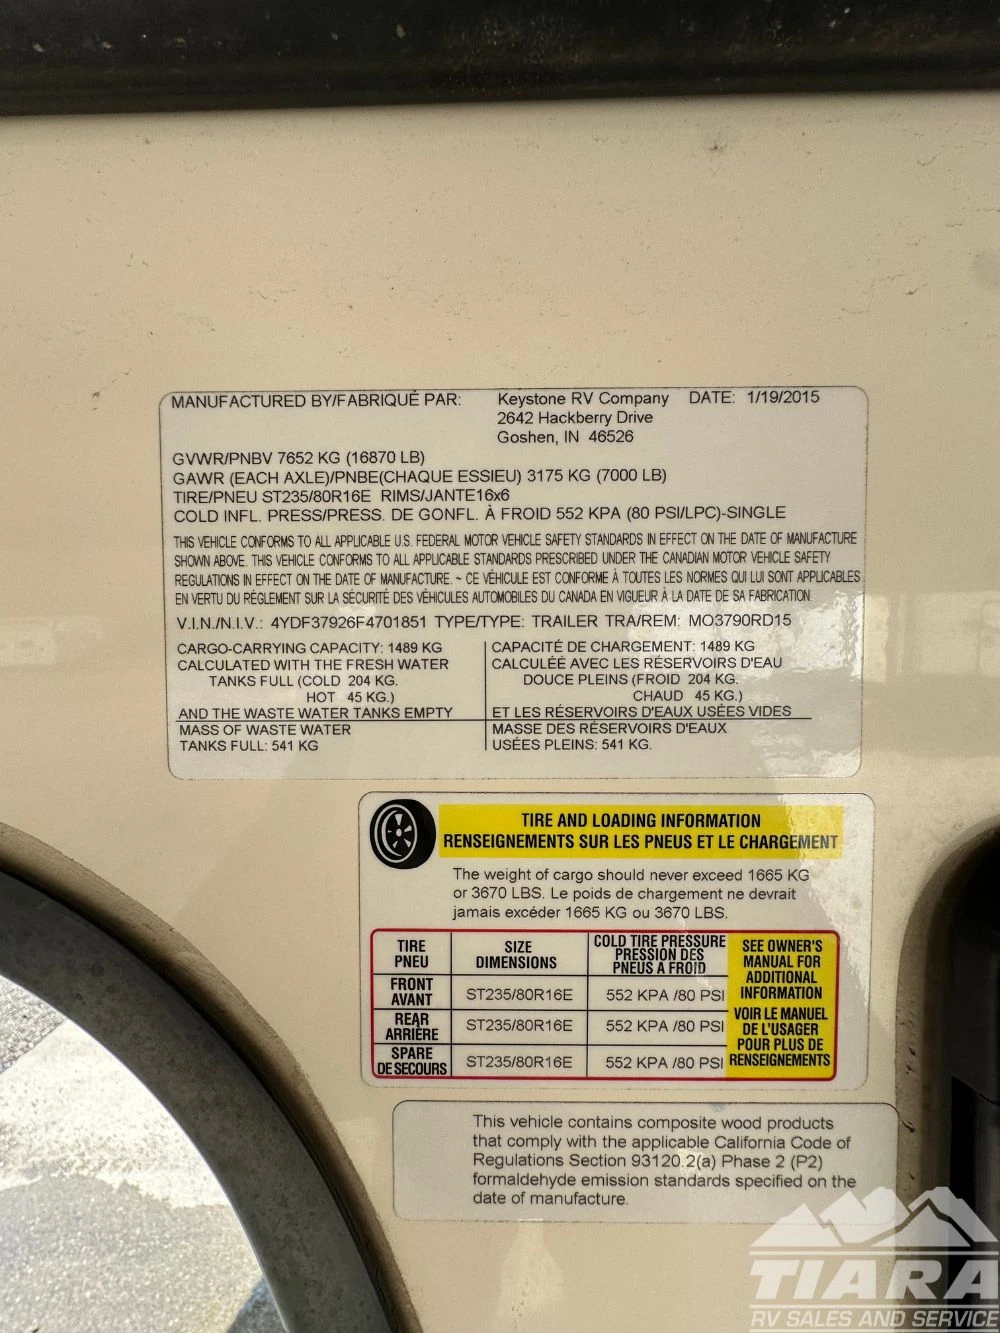 MANUFACTURED BY/FABRIQUÉ PAR: Keystone RV Company DATE: 1/19/2015
2642 Hackberry Drive
Goshen, IN 46526
GVWR/PNBV 7652 KG (16870 LB)
GAWR (EACH AXLE)/PNBE(CHAQUE ESSIEU) 3175 KG (7000 LB)
TIRE/PNEU ST235/80R16E RIMS/JANTE16x6
COLD INFL. PRESS/PRESS. DE GONFL. À FROID 552 KPA (80 PSI/LPC)-SINGLE
THIS VEHICLE CONFORMS TO ALL APPLICABLE U.S. FEDERAL MOTOR VEHICLE SAFETY STANDARDS IN EFFECT ON THE DATE OF MANUFACTURE
SHOWN ABOVE. THIS VEHICLE CONFORMS TO ALL APPLICABLE STANDARDS PRESCRIBED UNDER THE CANADIAN MOTOR VEHICLE SAFETY
REGULATIONS IN EFFECT ON THE DATE OF MANUFACTURE. ~ CE VÉHICULE EST CONFORME À TOUTES LES NORMES QUI LUI SONT APPLICABLES
EN VERTU DU RÈGLEMENT SUR LA SÉCURITÉ DES VÉHICULES AUTOMOBILES DU CANADA EN VIGUEUR À LA DATE DE SA FABRICATION
V.I.N./N.I.V.: 4YDF37926F4701851 TYPE/TYPE: TRAILER TRA/REM: MO3790RD15
CARGO-CARRYING CAPACITY: 1489 KG
CALCULATED WITH THE FRESH WATER
TANKS FULL (COLD 204 KG.
HOT 45 KG.)
AND THE WASTE WATER TANKS EMPTY
MASS OF WASTE WATER
TANKS FULL: 541 KG
CAPACITÉ DE CHARGEMENT: 1489 KG
CALCULÉE AVEC LES RÉSERVOIRS D'EAU
DOUCE PLEINS (FROID 204 KG.
CHAUD 45 KG.)
ET LES RÉSERVOIRS D'EAUX USÉES VIDES
MASSE DES RÉSERVOIRS D'EAUX
USÉES PLEINS: 541 KG.
TIRE AND LOADING INFORMATION
RENSEIGNEMENTS SUR LES PNEUS ET LE CHARGEMENT
The weight of cargo should never exceed 1665 KG
or 3670 LBS. Le poids de chargement ne devrait
jamais excéder 1665 KG ou 3670 LBS.
TIRE
PNEU
SIZE
DIMENSIONS
COLD TIRE PRESSURE
PRESSION DES
PNEUS A FROID
FRONT
AVANT
ST235/80R16E
552 KPA /80 PSI
REAR
ARRIÈRE
ST235/80R16E
552 KPA /80 PSI
SPARE
DE SECOURS
ST235/80R16E
552 KPA /80 PSI
SEE OWNER'S
MANUAL FOR
ADDITIONAL
INFORMATION
VOIR LE MANUEL
DE L'USAGER
POUR PLUS DE
RENSEIGNEMENTS
This vehicle contains composite wood products
that comply with the applicable California Code of
Regulations Section 93120.2(a) Phase 2 (P2)
formaldehyde emission standards specified on the
date of manufacture.
TIARA
RV SALES AND SERVICE